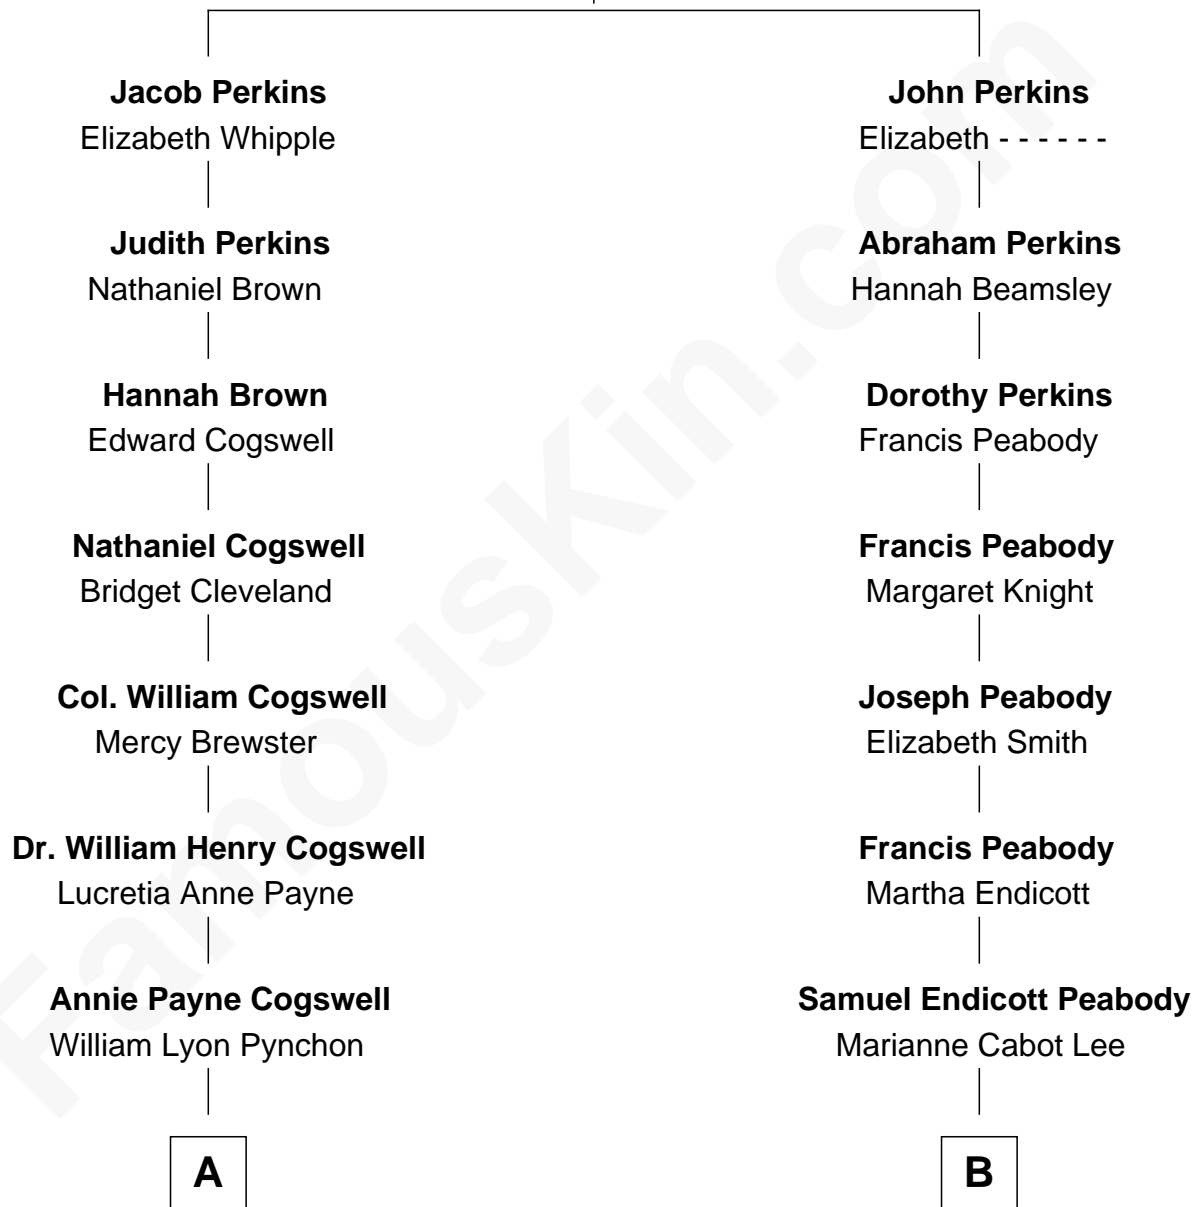 Jacob Perkins
Elizabeth Whipple
Judith Perkins
Nathaniel Brown
Hannah Brown
Edward Cogswell
Nathaniel Cogswell
Bridget Cleveland
Col. William Cogswell
Mercy Brewster
Dr. William Henry Cogswell
Lucretia Anne Payne
Annie Payne Cogswell
William Lyon Pynchon
A
John Perkins
Elizabeth - - - - - -
Abraham Perkins
Hannah Beamsley
Dorothy Perkins
Francis Peabody
Francis Peabody
Margaret Knight
Joseph Peabody
Elizabeth Smith
Francis Peabody
Martha Endicott
Samuel Endicott Peabody
Marianne Cabot Lee
B
FamousKin.com